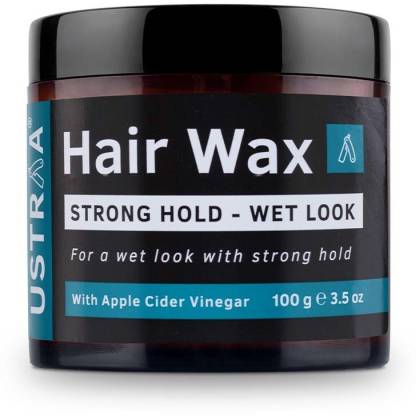 USTRAA®
Hair Wax
STRONG HOLD - WET LOOK
For a wet look with strong hold
With Apple Cider Vinegar 100 g ℮ 3.5 oz